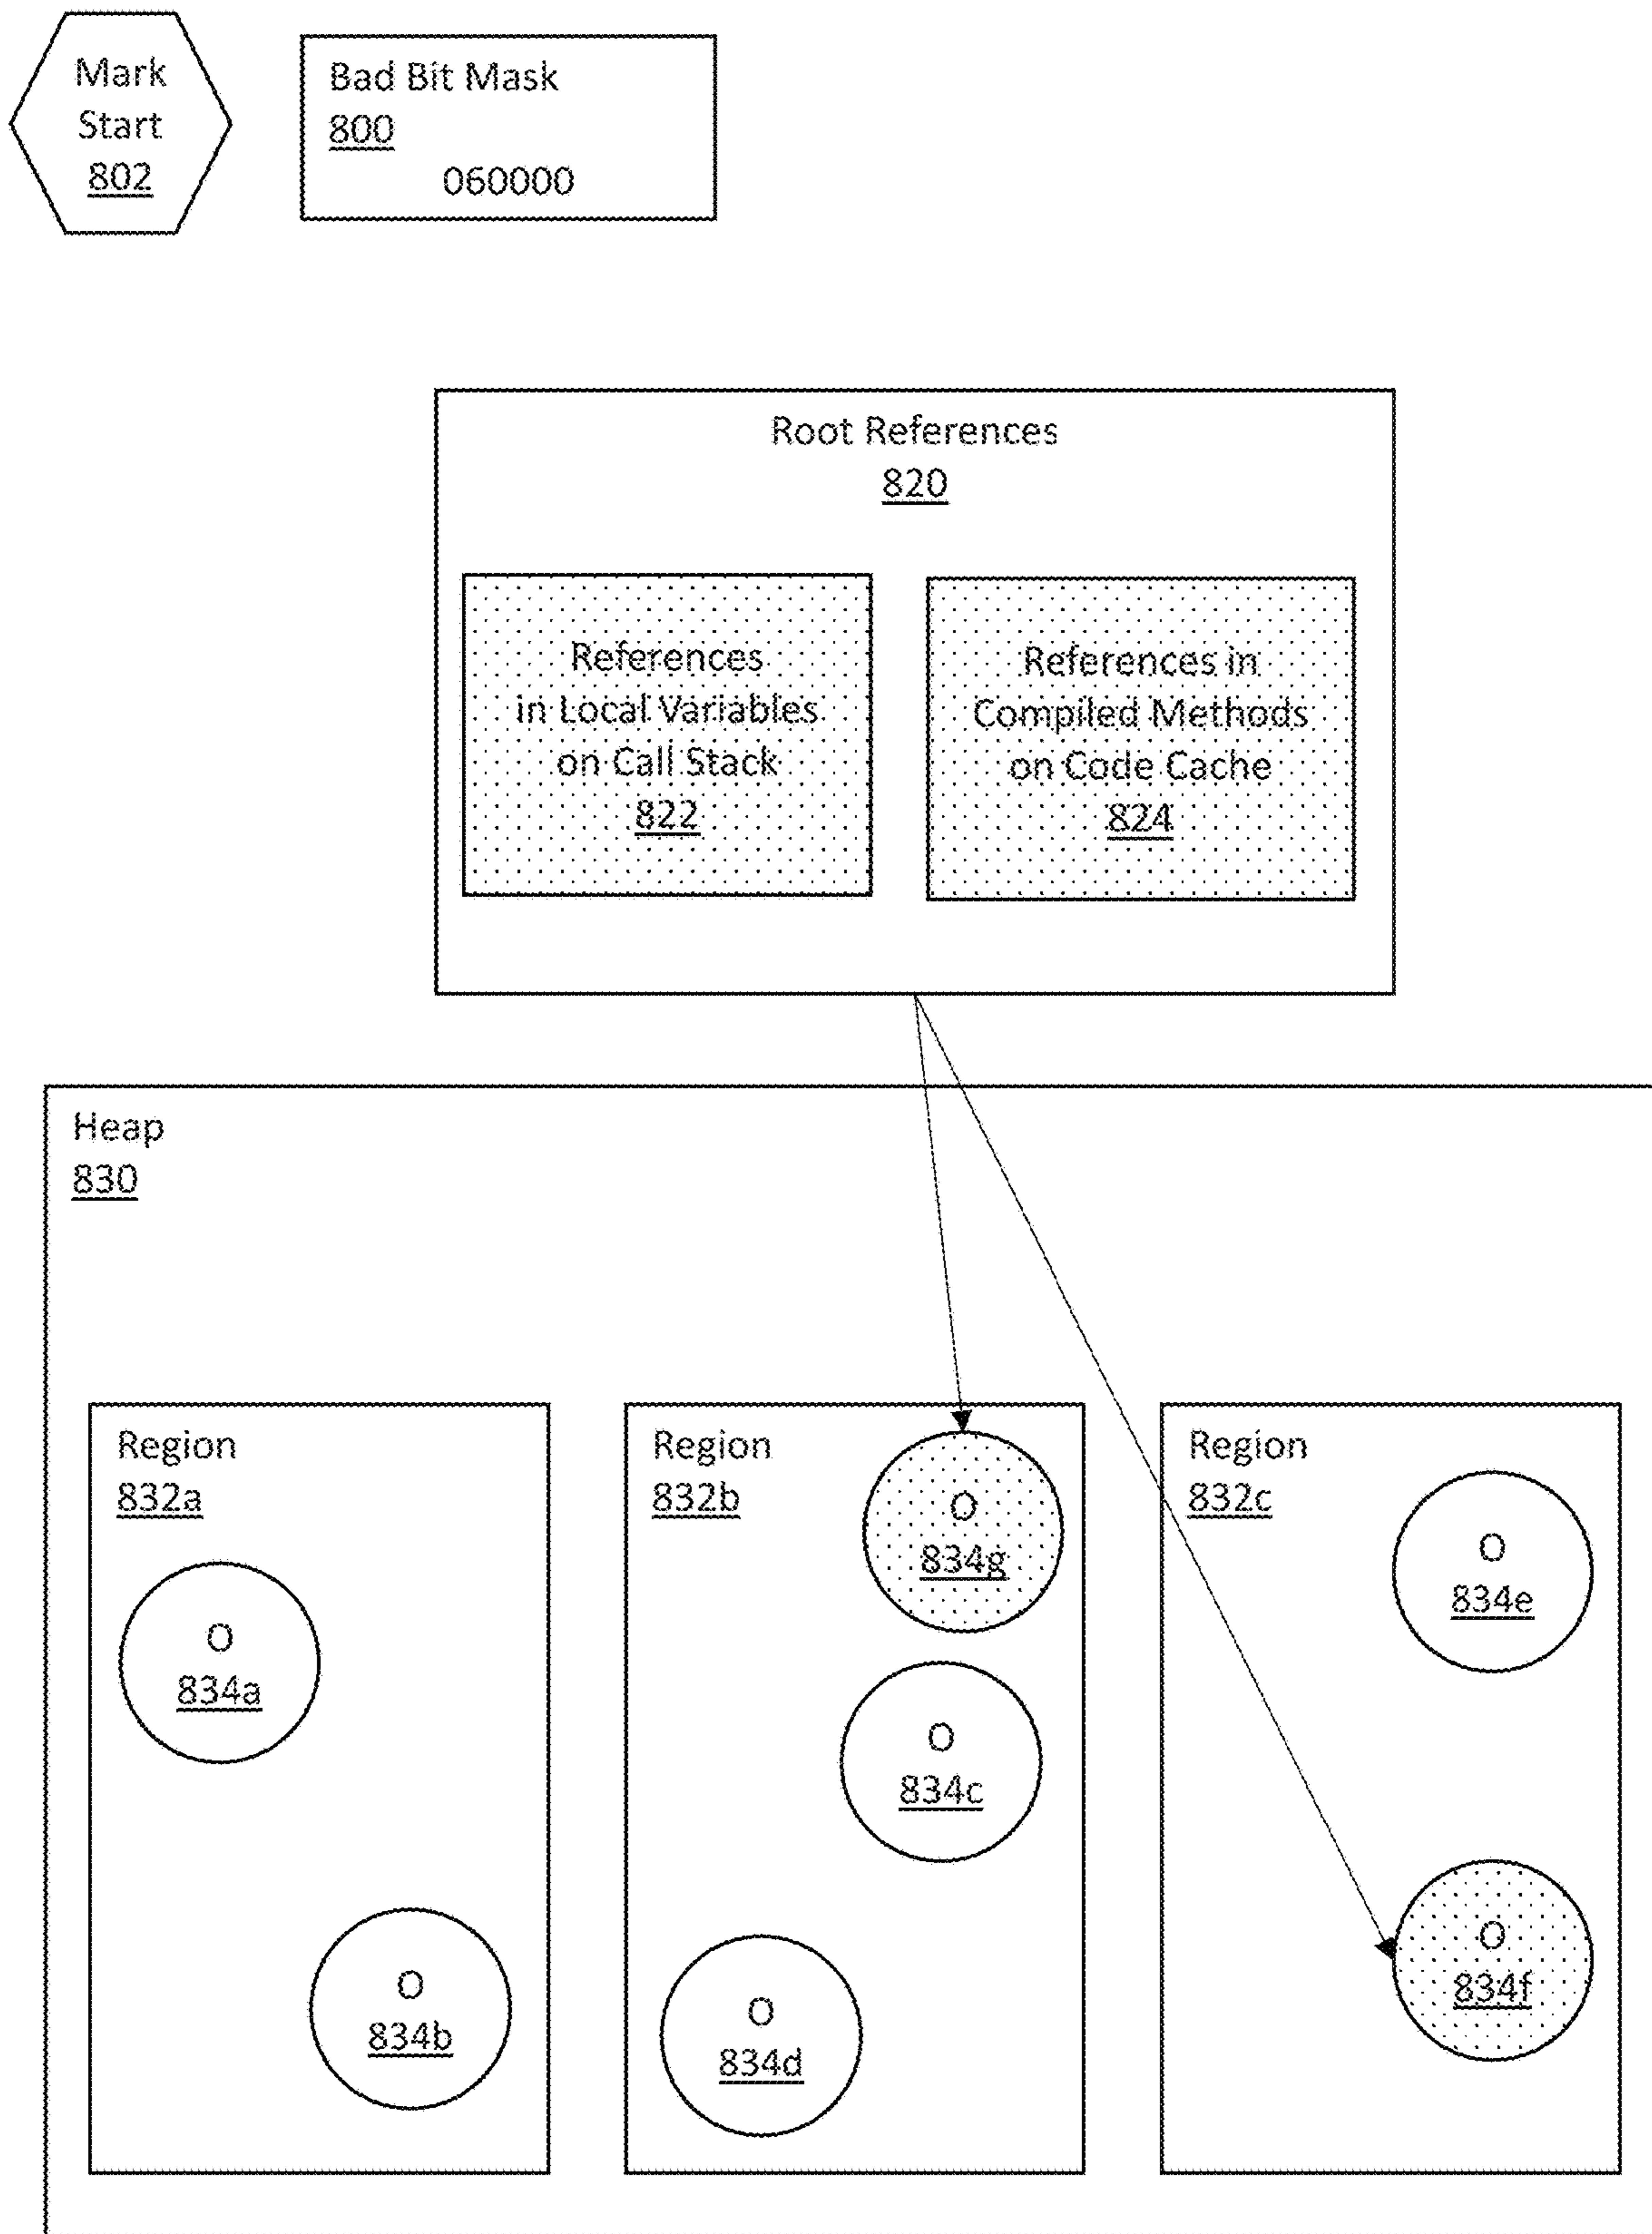 Mark
Start
802
Bad Bit Mask
800
060000
Root References
820
References
in Local Variables
on Call Stack
822
References in
Compiled Methods
on Code Cache
824
Heap
830
Region
832a
O
834a
O
834b
Region
832b
O
834g
O
834c
O
834d
Region
832c
O
834e
O
834f